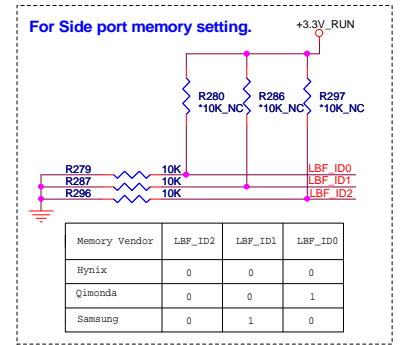 For Side port memory setting.
+3.3V_RUN
R280 R286 R297
*10K_NC *10K_NC *10K_NC
R279 10K LBF_ID0
R287 10K LBF_ID1
R296 10K LBF_ID2
Memory Vendor LBF_ID2 LBF_ID1 LBF_ID0
Hynix 0 0 0
Qimonda 0 0 1
Samsung 0 1 0